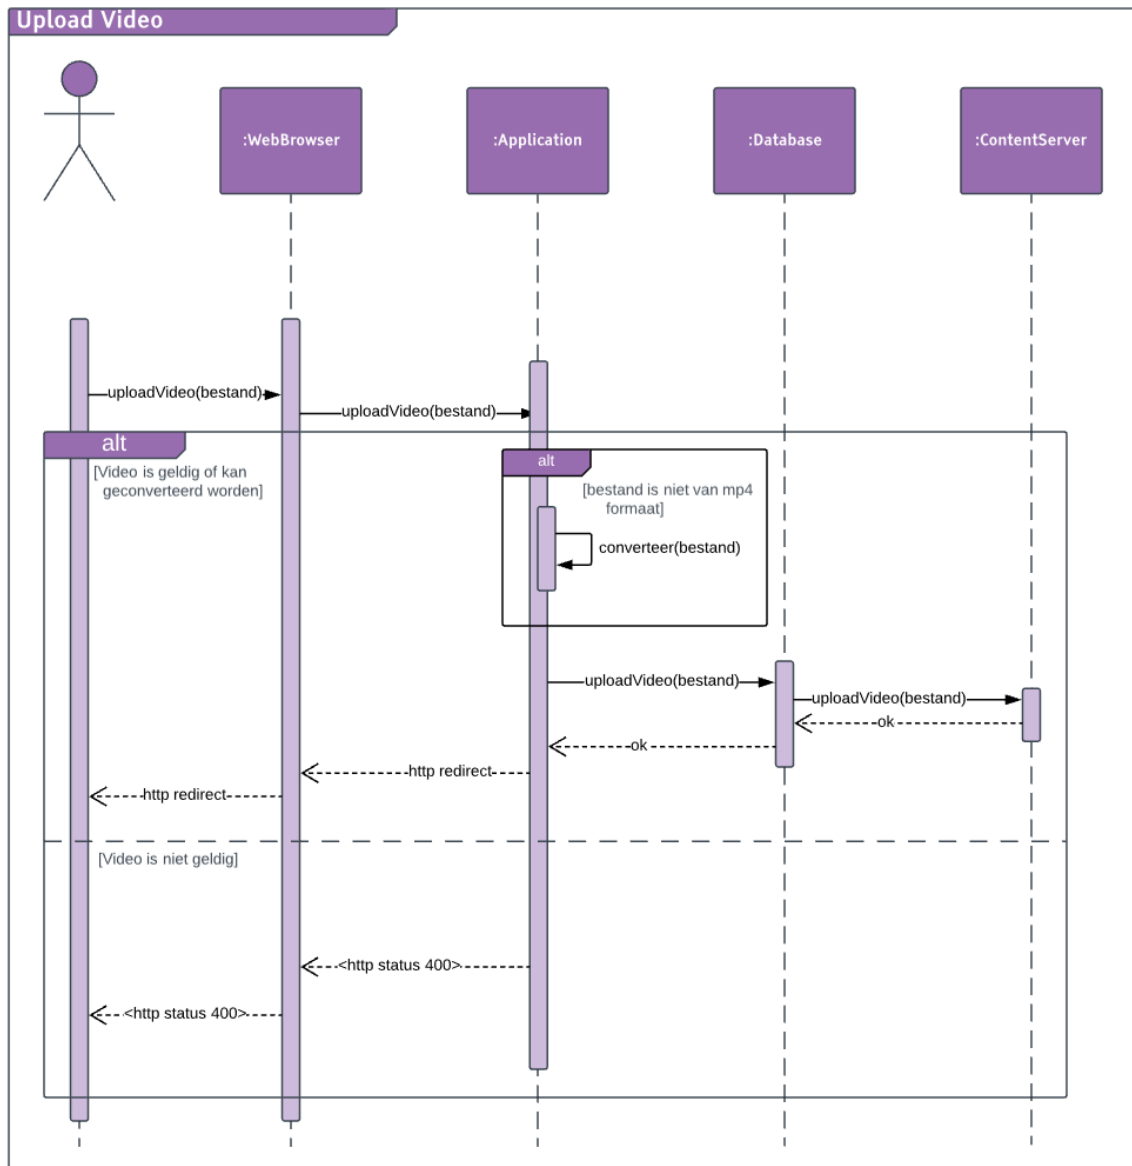 Upload Video
:WebBrowser
:Application
:Database
:ContentServer
uploadVideo(bestand)
uploadVideo(bestand)
alt
[Video is geldig of kan
geconverteerd worden]
alt
[bestand is niet van mp4
formaat]
converteer(bestand)
uploadVideo(bestand)
uploadVideo(bestand)
ok
ok
http redirect
http redirect
[Video is niet geldig]
<http status 400>
<http status 400>